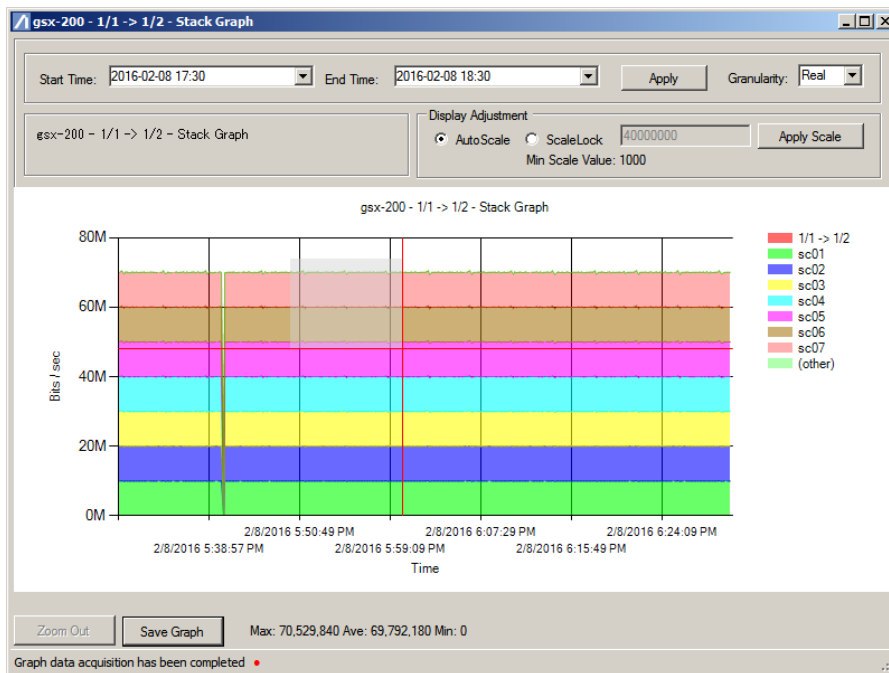 gsx-200 - 1/1 -> 1/2 - Stack Graph
Start Time: 2016-02-08 17:30 End Time: 2016-02-08 18:30 Apply Granularity: Real
gsx-200 - 1/1 -> 1/2 - Stack Graph
Display Adjustment
AutoScale ScaleLock 40000000 Apply Scale
Min Scale Value: 1000
gsx-200 - 1/1 -> 1/2 - Stack Graph
80M
60M
40M
20M
0M
Bits / sec
2/8/2016 5:50:49 PM 2/8/2016 6:07:29 PM 2/8/2016 6:24:09 PM
2/8/2016 5:38:57 PM 2/8/2016 5:59:09 PM 2/8/2016 6:15:49 PM
Time
1/1 -> 1/2
sc01
sc02
sc03
sc04
sc05
sc06
sc07
(other)
Zoom Out Save Graph Max: 70,529,840 Ave: 69,792,180 Min: 0
Graph data acquisition has been completed